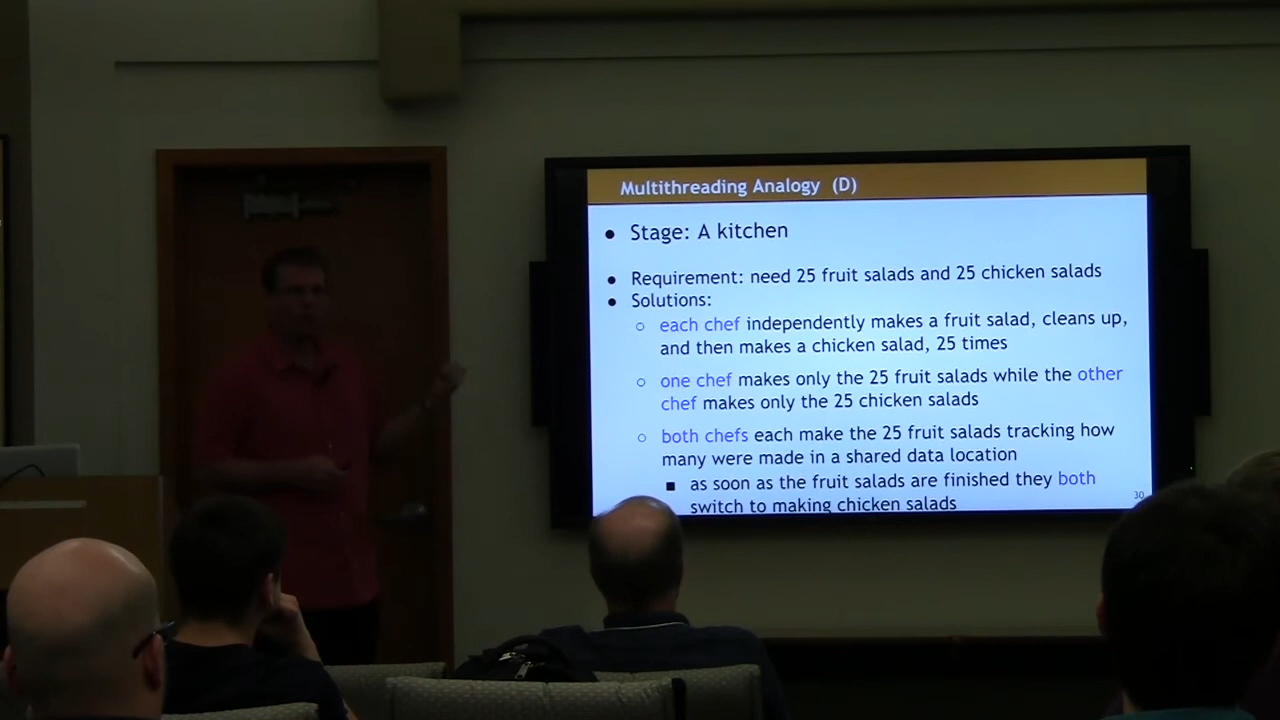 Multithreading Analogy (D)
● Stage: A kitchen
● Requirement: need 25 fruit salads and 25 chicken salads
● Solutions:
○ each chef independently makes a fruit salad, cleans up,
and then makes a chicken salad, 25 times
○ one chef makes only the 25 fruit salads while the other
chef makes only the 25 chicken salads
○ both chefs each make the 25 fruit salads tracking how
many were made in a shared data location
■ as soon as the fruit salads are finished they both
switch to making chicken salads
30